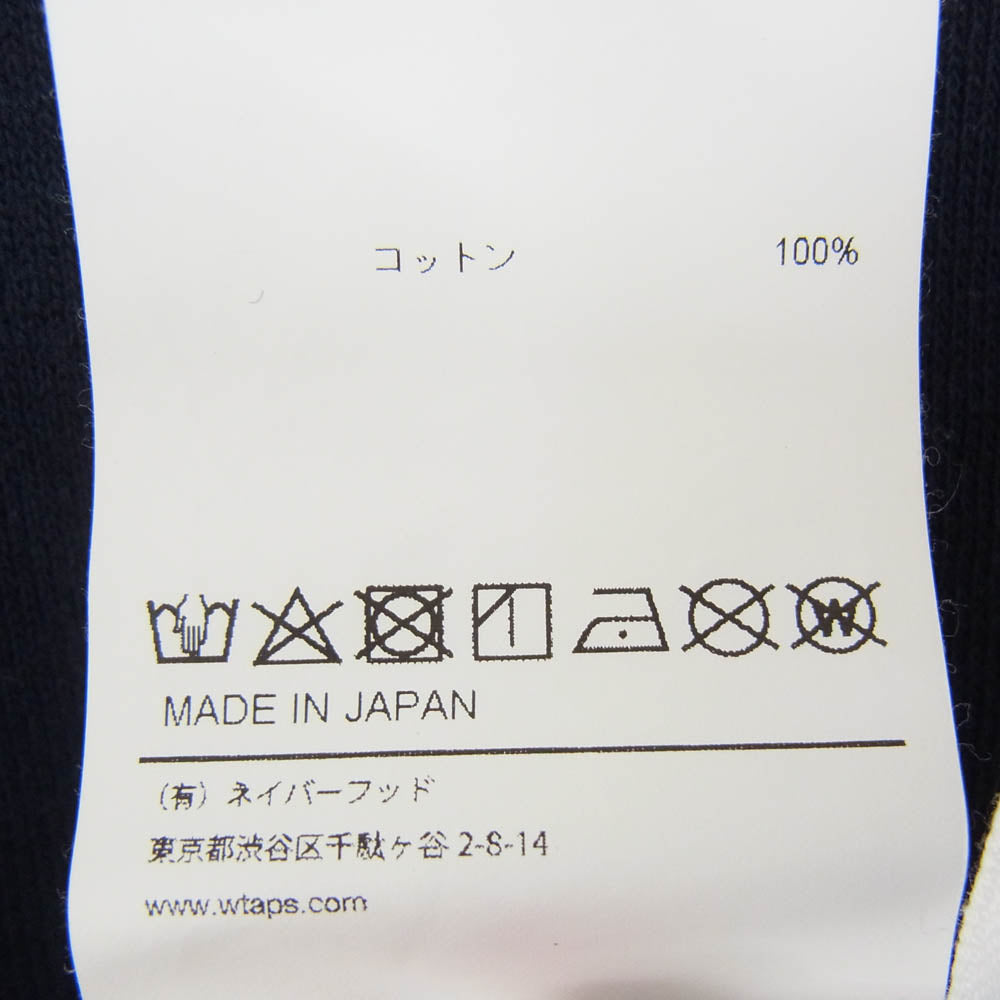 コットン 100%
W
MADE IN JAPAN
(有) ネイバーフッド
東京都渋谷区千駄ヶ谷 2-8-14
www.wtaps.com